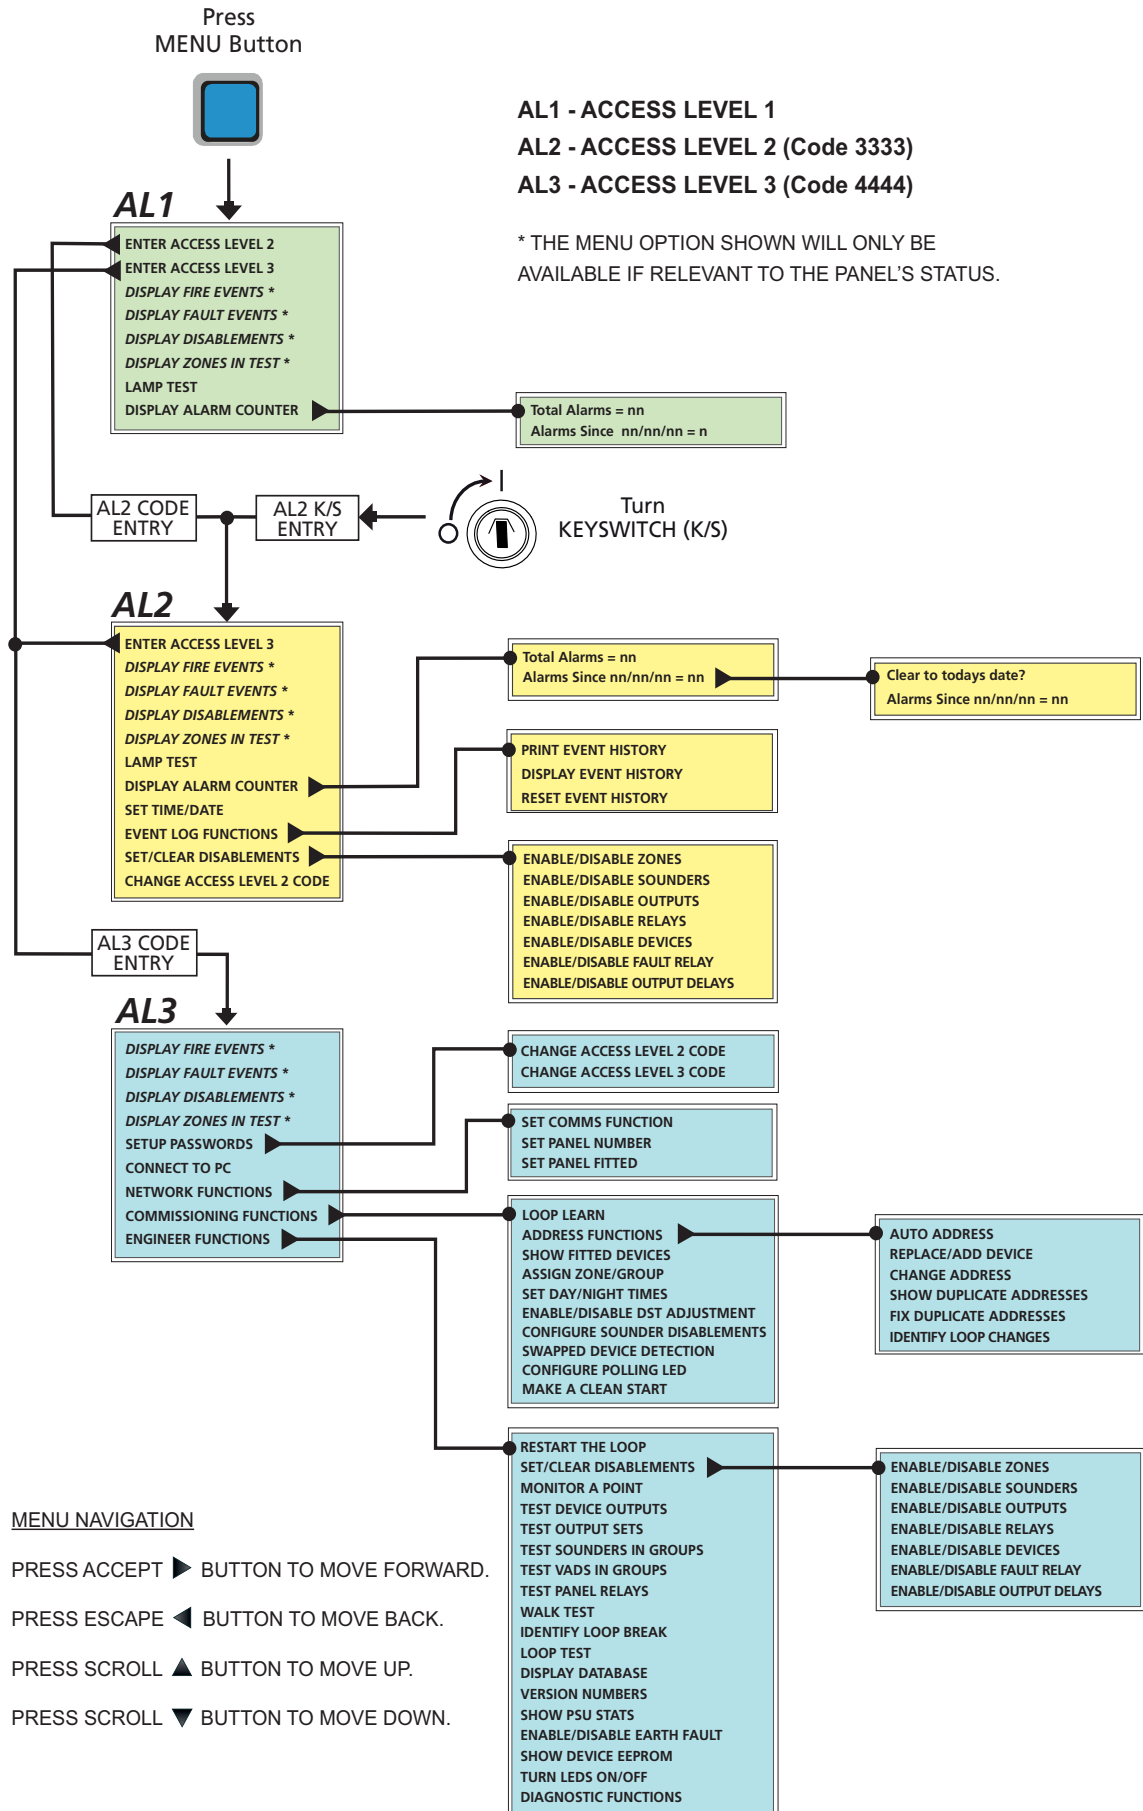 Press
MENU Button
AL1 - ACCESS LEVEL 1
AL2 - ACCESS LEVEL 2 (Code 3333)
AL3 - ACCESS LEVEL 3 (Code 4444)
* THE MENU OPTION SHOWN WILL ONLY BE
AVAILABLE IF RELEVANT TO THE PANEL'S STATUS.
AL1
ENTER ACCESS LEVEL 2
ENTER ACCESS LEVEL 3
DISPLAY FIRE EVENTS *
DISPLAY FAULT EVENTS *
DISPLAY DISABLEMENTS *
DISPLAY ZONES IN TEST *
LAMP TEST
DISPLAY ALARM COUNTER
Total Alarms = nn
Alarms Since nn/nn/nn = n
AL2 CODE
ENTRY
AL2 K/S
ENTRY
Turn
KEYSWITCH (K/S)
AL2
ENTER ACCESS LEVEL 3
DISPLAY FIRE EVENTS *
DISPLAY FAULT EVENTS *
DISPLAY DISABLEMENTS *
DISPLAY ZONES IN TEST *
LAMP TEST
DISPLAY ALARM COUNTER
SET TIME/DATE
EVENT LOG FUNCTIONS
SET/CLEAR DISABLEMENTS
CHANGE ACCESS LEVEL 2 CODE
Total Alarms = nn
Alarms Since nn/nn/nn = nn
Clear to todays date?
Alarms Since nn/nn/nn = nn
PRINT EVENT HISTORY
DISPLAY EVENT HISTORY
RESET EVENT HISTORY
ENABLE/DISABLE ZONES
ENABLE/DISABLE SOUNDERS
ENABLE/DISABLE OUTPUTS
ENABLE/DISABLE RELAYS
ENABLE/DISABLE DEVICES
ENABLE/DISABLE FAULT RELAY
ENABLE/DISABLE OUTPUT DELAYS
AL3 CODE
ENTRY
AL3
DISPLAY FIRE EVENTS *
DISPLAY FAULT EVENTS *
DISPLAY DISABLEMENTS *
DISPLAY ZONES IN TEST *
SETUP PASSWORDS
CONNECT TO PC
NETWORK FUNCTIONS
COMMISSIONING FUNCTIONS
ENGINEER FUNCTIONS
CHANGE ACCESS LEVEL 2 CODE
CHANGE ACCESS LEVEL 3 CODE
SET COMMS FUNCTION
SET PANEL NUMBER
SET PANEL FITTED
LOOP LEARN
ADDRESS FUNCTIONS
SHOW FITTED DEVICES
ASSIGN ZONE/GROUP
SET DAY/NIGHT TIMES
ENABLE/DISABLE DST ADJUSTMENT
CONFIGURE SOUNDER DISABLEMENTS
SWAPPED DEVICE DETECTION
CONFIGURE POLLING LED
MAKE A CLEAN START
AUTO ADDRESS
REPLACE/ADD DEVICE
CHANGE ADDRESS
SHOW DUPLICATE ADDRESSES
FIX DUPLICATE ADDRESSES
IDENTIFY LOOP CHANGES
RESTART THE LOOP
SET/CLEAR DISABLEMENTS
MONITOR A POINT
TEST DEVICE OUTPUTS
TEST OUTPUT SETS
TEST SOUNDERS IN GROUPS
TEST VADS IN GROUPS
TEST PANEL RELAYS
WALK TEST
IDENTIFY LOOP BREAK
LOOP TEST
DISPLAY DATABASE
VERSION NUMBERS
SHOW PSU STATS
ENABLE/DISABLE EARTH FAULT
SHOW DEVICE EEPROM
TURN LEDS ON/OFF
DIAGNOSTIC FUNCTIONS
ENABLE/DISABLE ZONES
ENABLE/DISABLE SOUNDERS
ENABLE/DISABLE OUTPUTS
ENABLE/DISABLE RELAYS
ENABLE/DISABLE DEVICES
ENABLE/DISABLE FAULT RELAY
ENABLE/DISABLE OUTPUT DELAYS
MENU NAVIGATION
PRESS ACCEPT ▶ BUTTON TO MOVE FORWARD.
PRESS ESCAPE ◀ BUTTON TO MOVE BACK.
PRESS SCROLL ▲ BUTTON TO MOVE UP.
PRESS SCROLL ▼ BUTTON TO MOVE DOWN.